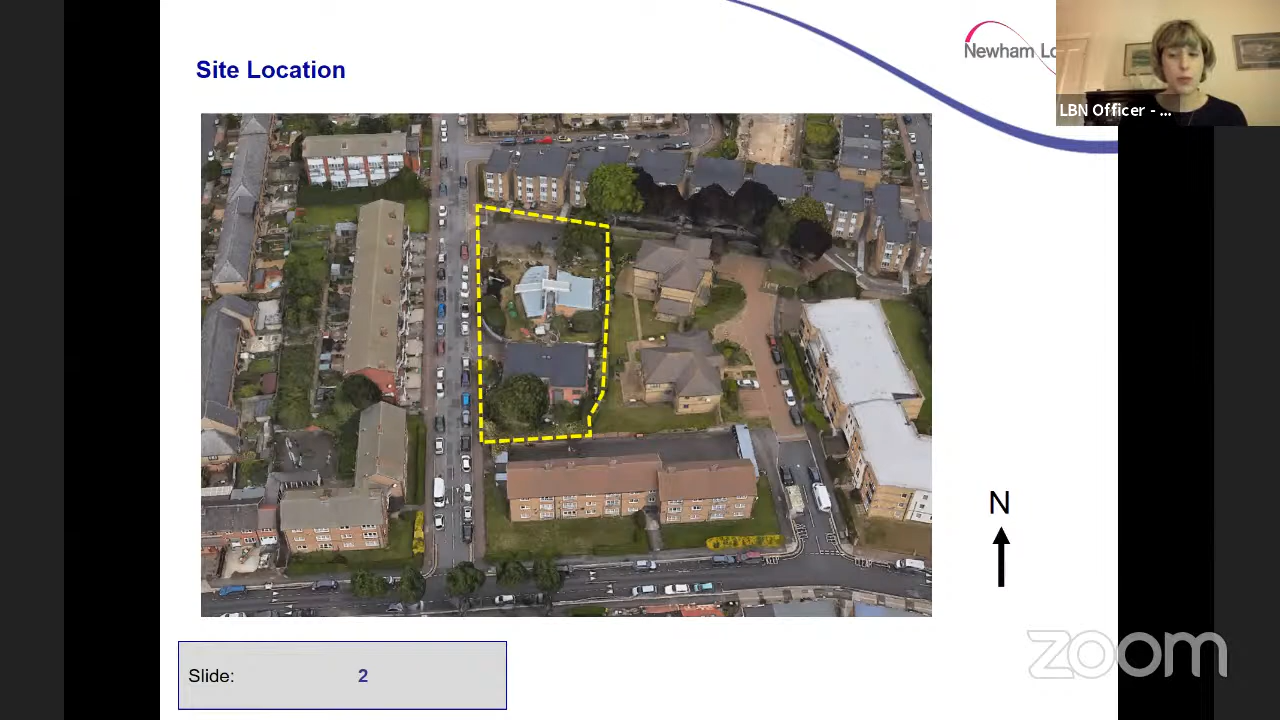 Site Location
Newham Lo
LBN Officer - ...
N
Slide: 2
zoom